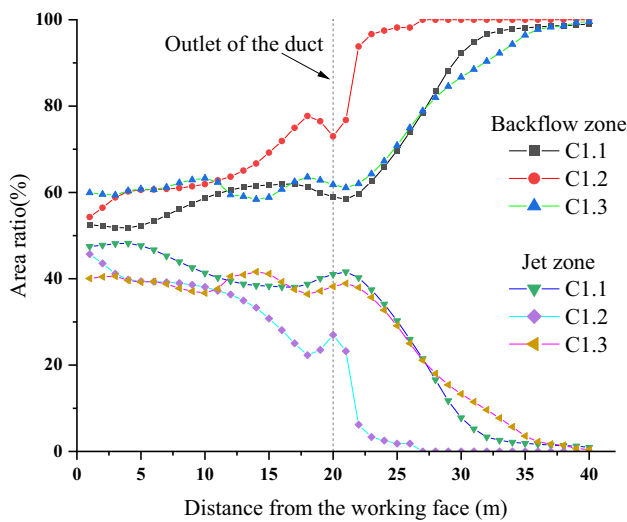 Outlet of the duct
Backflow zone
C1.1
C1.2
C1.3
Jet zone
C1.1
C1.2
C1.3
Area ratio(%)
100
80
60
40
20
0
0 5 10 15 20 25 30 35 40
Distance from the working face (m)